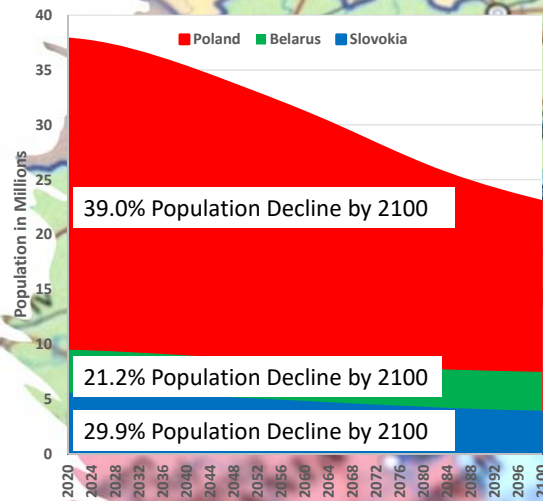 40
35
30
25
20
15
10
5
0
Population in Millions
Poland Belarus Slovokia
39.0% Population Decline by 2100
21.2% Population Decline by 2100
29.9% Population Decline by 2100
2020 2024 2028 2032 2036 2040 2044 2048 2052 2056 2060 2064 2068 2072 2076 2080 2084 2088 2092 2096 2100